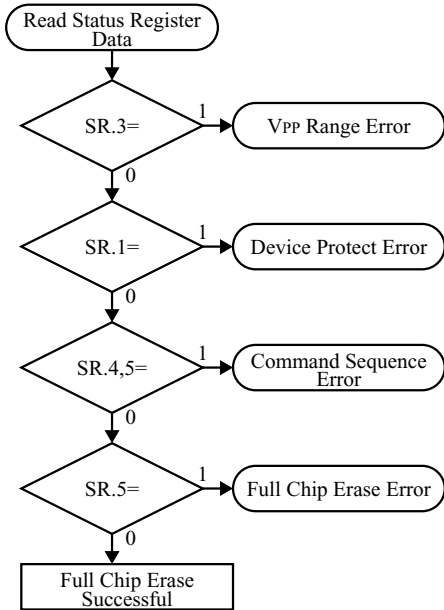 Read Status Register
Data
SR.3=
1
VPP Range Error
0
SR.1=
1
Device Protect Error
0
SR.4,5=
1
Command Sequence
Error
0
SR.5=
1
Full Chip Erase Error
0
Full Chip Erase
Successful